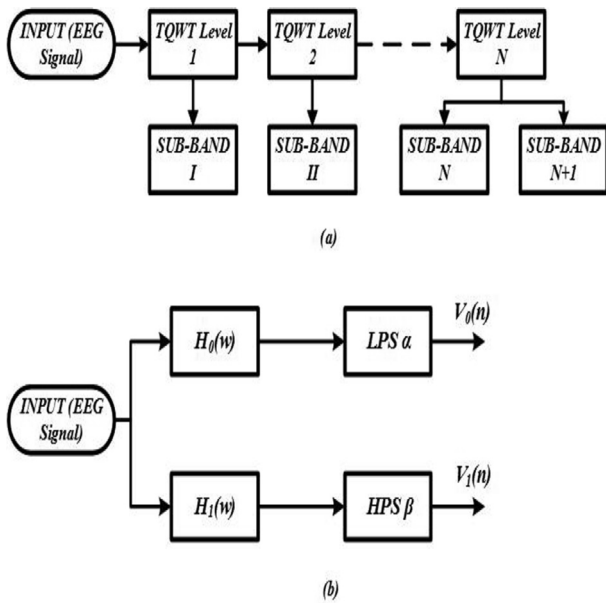 INPUT (EEG
Signal)
TQWT Level
1
TQWT Level
2
TQWT Level
N
SUB-BAND
I
SUB-BAND
II
SUB-BAND
N
SUB-BAND
N+1
(a)
INPUT (EEG
Signal)
H₀(w)
LPS α
V₀(n)
H₁(w)
HPS β
V₁(n)
(b)